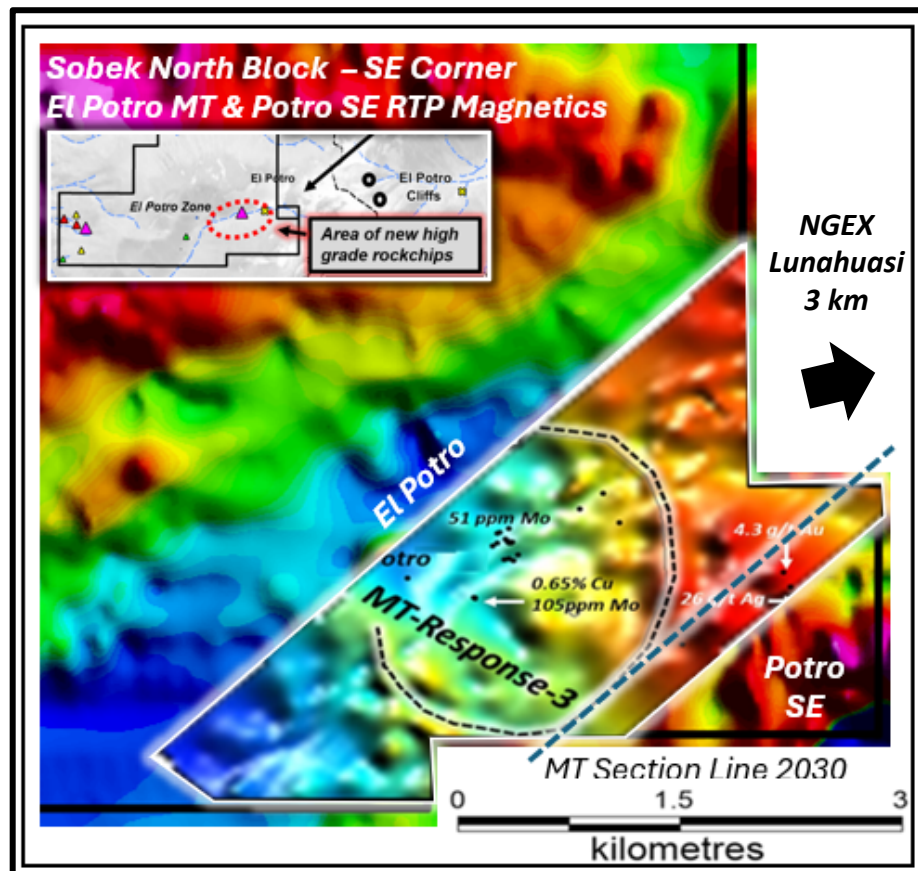 Sobek North Block – SE Corner
El Potro MT & Potro SE RTP Magnetics
El Potro
El Potro
Cliffs
El Potro Zone
Area of new high
grade rockchips
NGEX
Lunahuasi
3 km
El Potro
51 ppm Mo
otro
0.65% Cu
105ppm Mo
MT-Response-3
4.3 g/t Au
26 g/t Ag
Potro
SE
MT Section Line 2030
0 1.5 3
kilometres